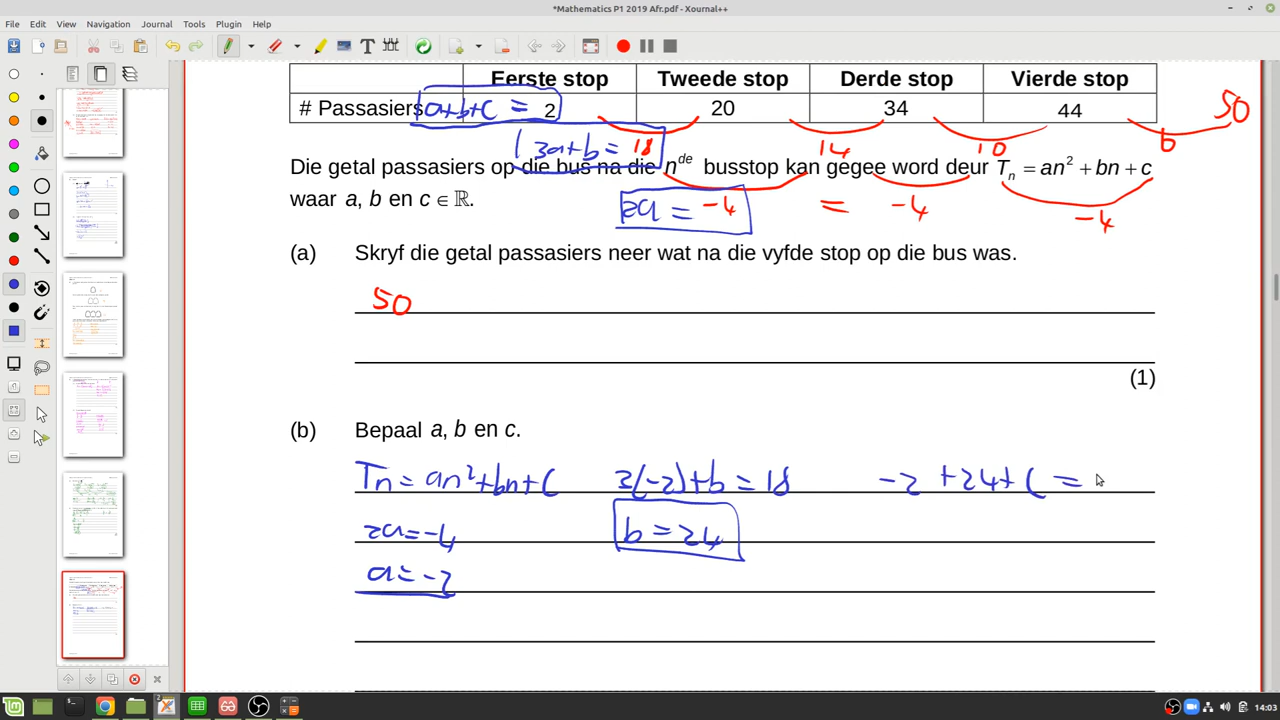 *Mathematics P1 2019 Afr.pdf - Xournal++
File Edit View Navigation Journal Tools Plugin Help
Eerste stop Tweede stop Derde stop Vierde stop
# Passasiers a+b+c = 2 20 34 44 50
3a+b = 18 14 10 6
Die getal passasiers op die bus na die n^de busstop kan gegee word deur T_n = an² + bn + c
waar a, b en c ∈ ℝ.
2a = -4 = -4 -4
(a) Skryf die getal passasiers neer wat na die vyfde stop op die bus was.
50
(1)
(b) Bepaal a, b en c.
Tn = an²+bn+c 3(-2)+b = 18 -2 +24+c =
2a=-4 b = 24
a=-2
14:03